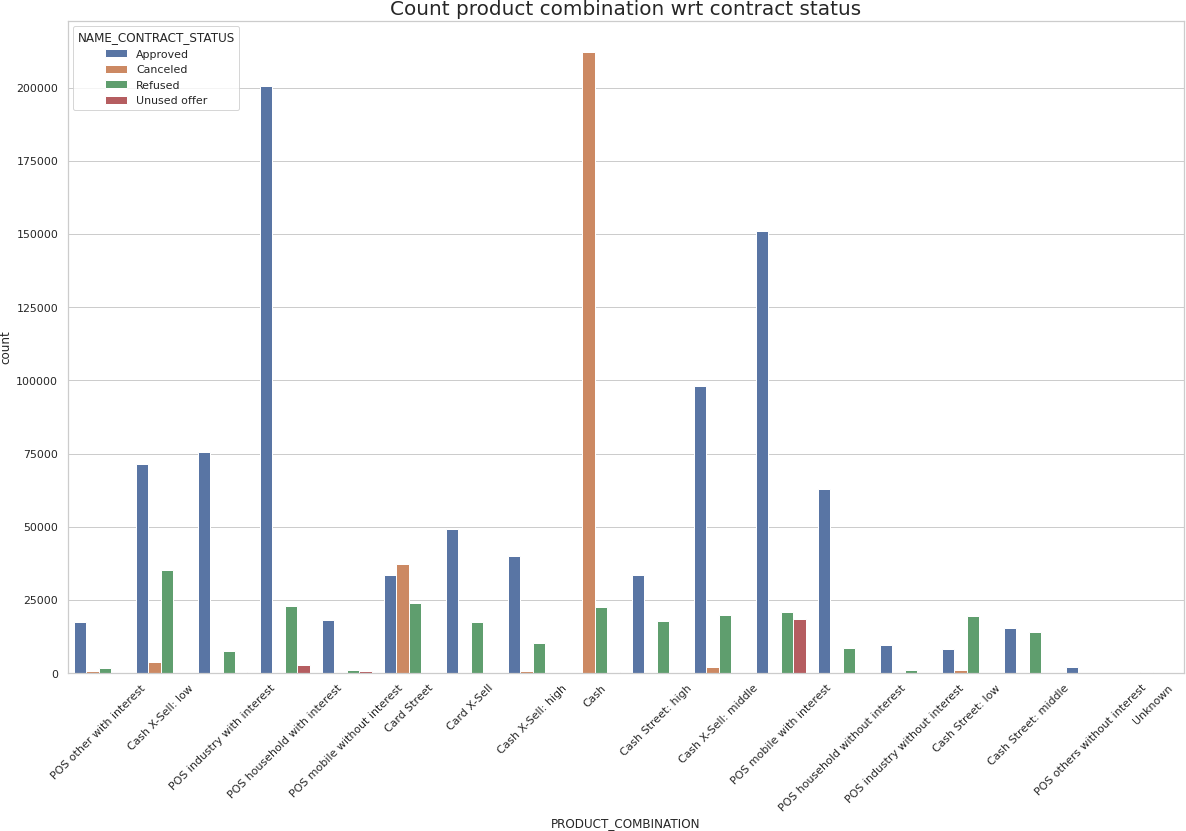 Count product combination wrt contract status
NAME_CONTRACT_STATUS
Approved
Canceled
Refused
Unused offer
200000
175000
150000
125000
100000
75000
50000
25000
0
count
POS other with interest
Cash X-Sell: low
POS industry with interest
POS household with interest
POS mobile without interest
Card Street
Card X-Sell
Cash X-Sell: high
Cash
Cash Street: high
Cash X-Sell: middle
POS mobile with interest
POS household without interest
POS industry without interest
Cash Street: low
Cash Street: middle
POS others without interest
Unknown
PRODUCT_COMBINATION